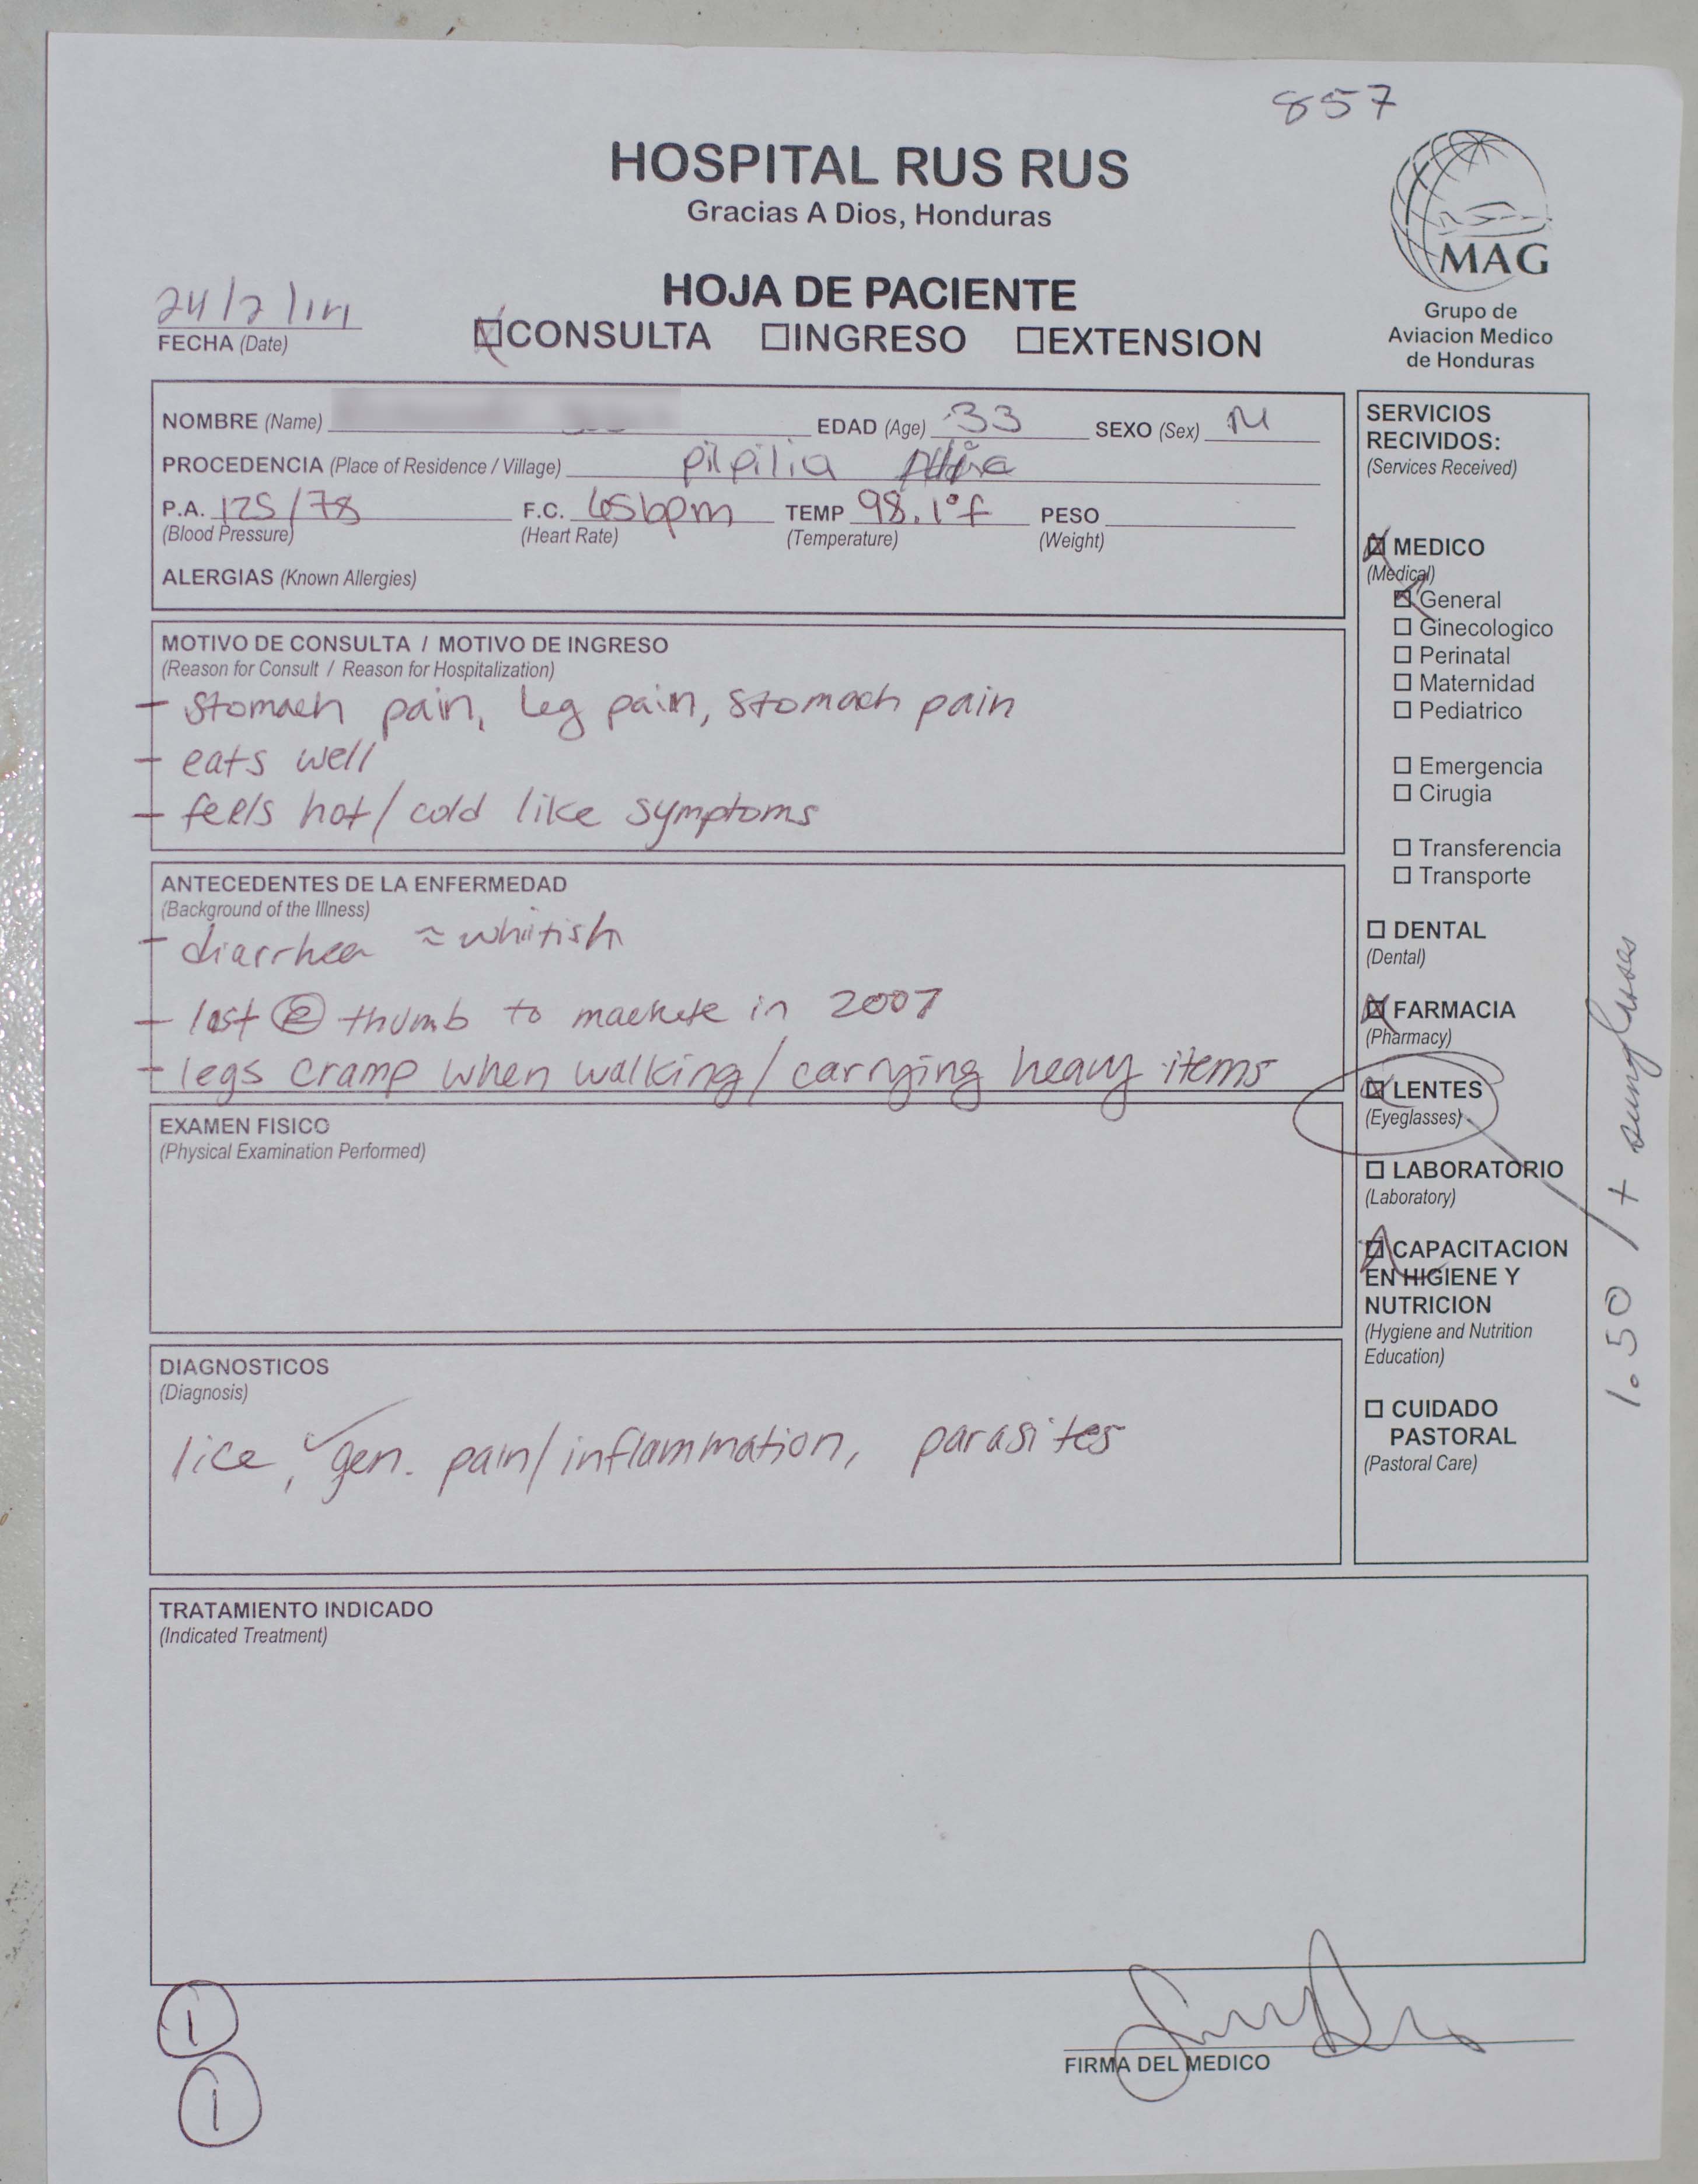 857
HOSPITAL RUS RUS
Gracias A Dios, Honduras
MAG
Grupo de
Aviacion Medico
de Honduras
HOJA DE PACIENTE
24/2/14
FECHA (Date)
☒CONSULTA ☐INGRESO ☐EXTENSION
NOMBRE (Name) EDAD (Age) 33 SEXO (Sex) M
PROCEDENCIA (Place of Residence / Village) pilpilia
P.A. 125/78 F.C. 65bpm TEMP 98.1°f PESO
(Blood Pressure) (Heart Rate) (Temperature) (Weight)
ALERGIAS (Known Allergies)
MOTIVO DE CONSULTA / MOTIVO DE INGRESO
(Reason for Consult / Reason for Hospitalization)
- Stomach pain, leg pain, stomach pain
- eats well
- feels hot/cold like symptoms
ANTECEDENTES DE LA ENFERMEDAD
(Background of the Illness)
- diarrhea ≈ whitish
- lost thumb to machete in 2007
- legs cramp when walking/carrying heavy items
EXAMEN FISICO
(Physical Examination Performed)
DIAGNOSTICOS
(Diagnosis)
lice, gen. pain/inflammation, parasites
TRATAMIENTO INDICADO
(Indicated Treatment)
SERVICIOS
RECIVIDOS:
(Services Received)
☒ MEDICO
(Medical)
☒ General
☐ Ginecologico
☐ Perinatal
☐ Maternidad
☐ Pediatrico
☐ Emergencia
☐ Cirugia
☐ Transferencia
☐ Transporte
☐ DENTAL
(Dental)
☒ FARMACIA
(Pharmacy)
☒ LENTES
(Eyeglasses)
☐ LABORATORIO
(Laboratory)
☒ CAPACITACION
EN HIGIENE Y
NUTRICION
(Hygiene and Nutrition
Education)
☐ CUIDADO
PASTORAL
(Pastoral Care)
1.50 / + sunglasses
1
1
FIRMA DEL MEDICO